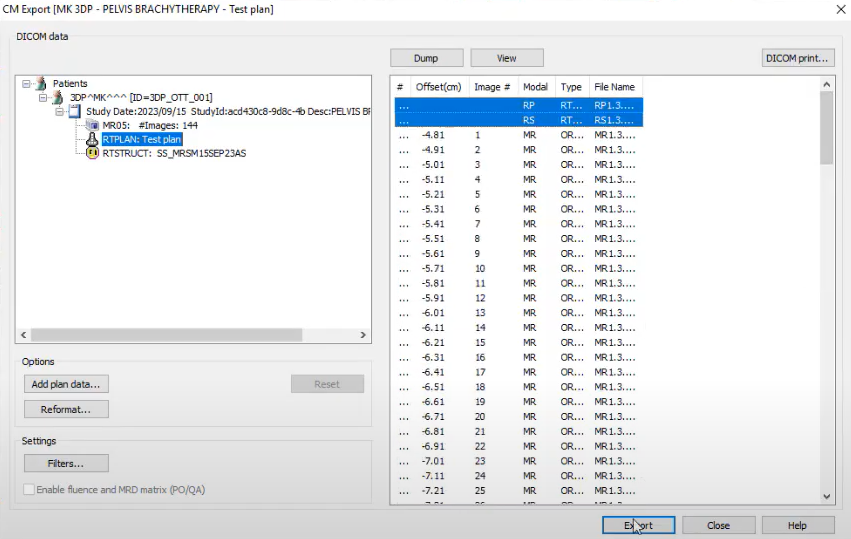 CM Export [MK 3DP - PELVIS BRACHYTHERAPY - Test plan]
DICOM data
Dump View DICOM print...
Patients
3DP^MK^^^ [ID=3DP_OTT_001]
Study Date:2023/09/15 StudyId:acd430c8-9d8c-4b Desc:PELVIS BF
MR05: #Images: 144
RTPLAN: Test plan
RTSTRUCT: SS_MRSM15SEP23AS
# Offset(cm) Image # Modal Type File Name
... RP RT... RP1.3....
... RS RT... RS1.3....
... -4.81 1 MR OR... MR1.3....
... -4.91 2 MR OR... MR1.3....
... -5.01 3 MR OR... MR1.3....
... -5.11 4 MR OR... MR1.3....
... -5.21 5 MR OR... MR1.3....
... -5.31 6 MR OR... MR1.3....
... -5.41 7 MR OR... MR1.3....
... -5.51 8 MR OR... MR1.3....
... -5.61 9 MR OR... MR1.3....
... -5.71 10 MR OR... MR1.3....
... -5.81 11 MR OR... MR1.3....
... -5.91 12 MR OR... MR1.3....
... -6.01 13 MR OR... MR1.3....
... -6.11 14 MR OR... MR1.3....
... -6.21 15 MR OR... MR1.3....
... -6.31 16 MR OR... MR1.3....
... -6.41 17 MR OR... MR1.3....
... -6.51 18 MR OR... MR1.3....
... -6.61 19 MR OR... MR1.3....
... -6.71 20 MR OR... MR1.3....
... -6.81 21 MR OR... MR1.3....
... -6.91 22 MR OR... MR1.3....
... -7.01 23 MR OR... MR1.3....
... -7.11 24 MR OR... MR1.3....
... -7.21 25 MR OR... MR1.3....
Options
Add plan data... Reset
Reformat...
Settings
Filters...
Enable fluence and MRD matrix (PO/QA)
Export Close Help